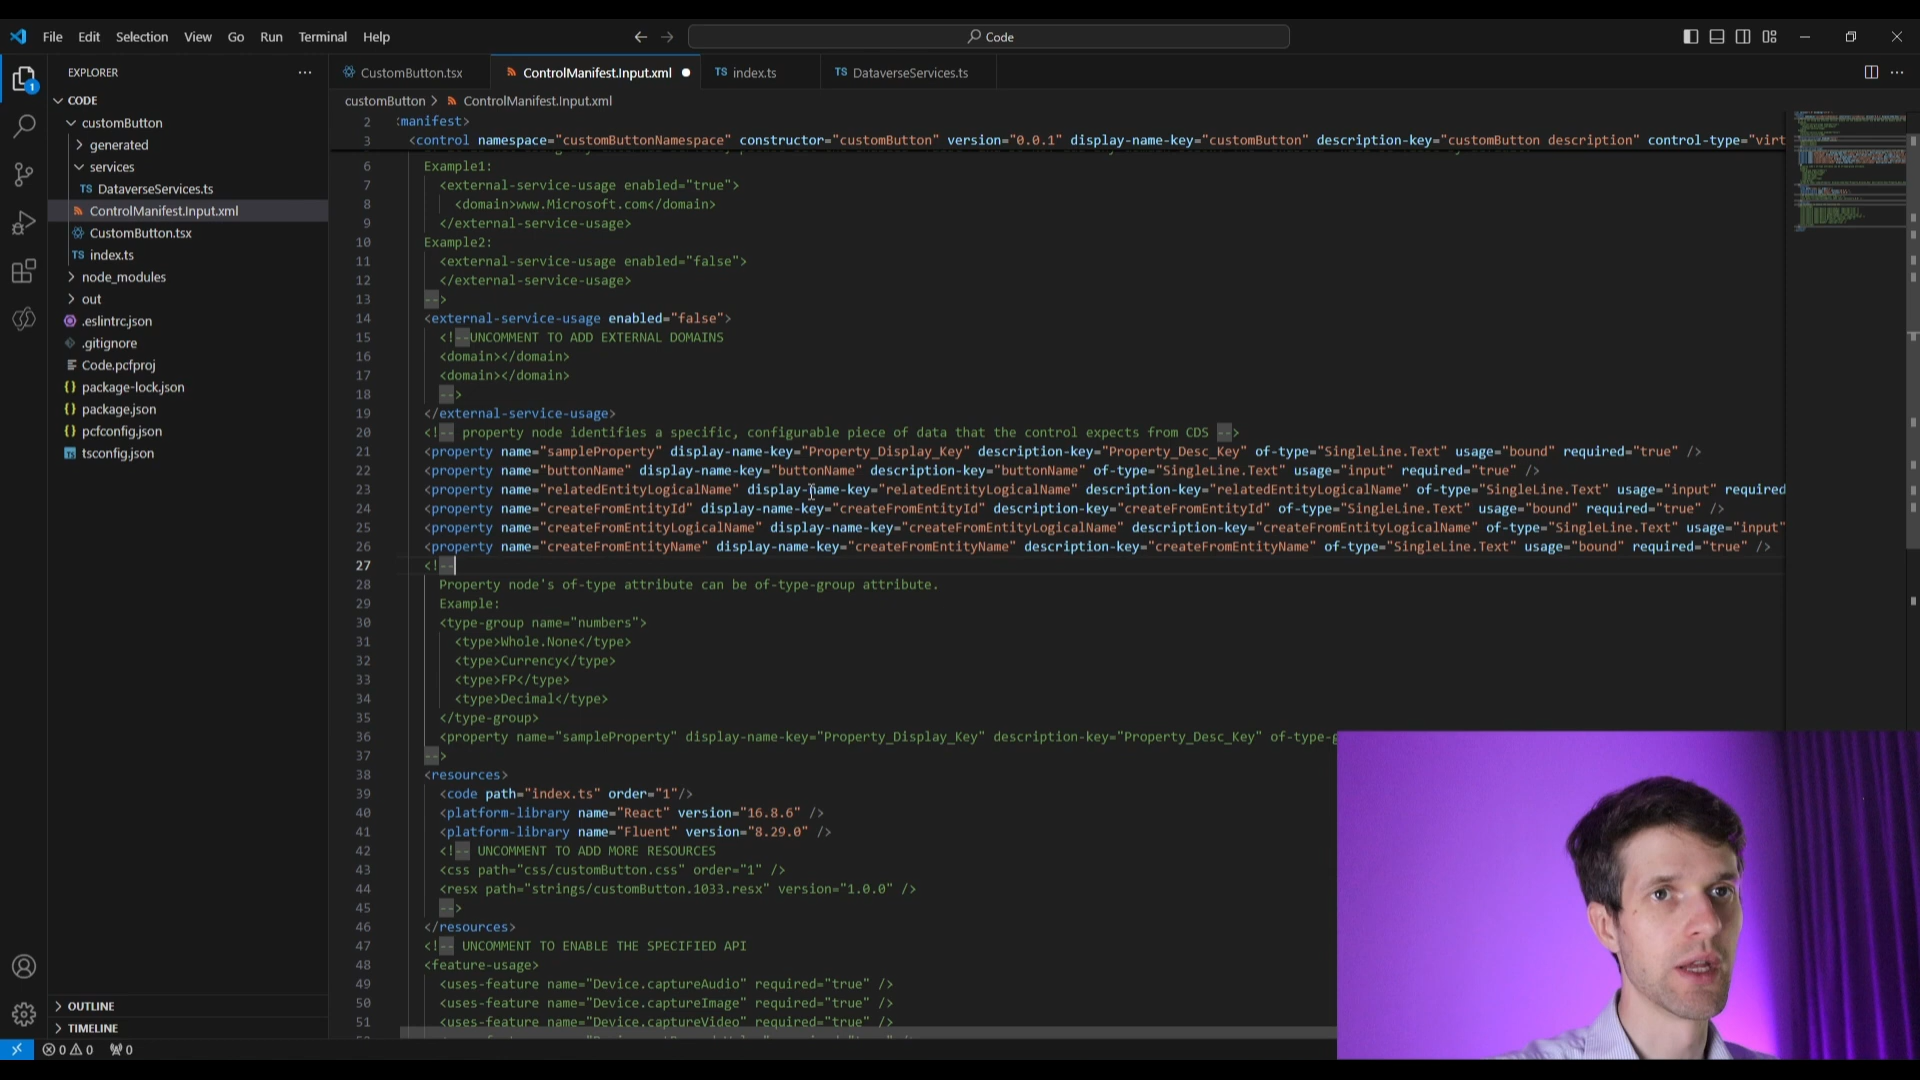 File Edit Selection View Go Run Terminal Help
Code
EXPLORER
CustomButton.tsx
ControlManifest.Input.xml
TS index.ts
TS DataverseServices.ts
1
CODE
customButton
generated
services
TS DataverseServices.ts
ControlManifest.Input.xml
CustomButton.tsx
TS index.ts
node_modules
out
.eslintrc.json
.gitignore
Code.pcfproj
{} package-lock.json
{} package.json
{} pcfconfig.json
tsconfig.json
OUTLINE
TIMELINE
0 0 0
customButton > ControlManifest.Input.xml
2 :manifest>
3 <control namespace="customButtonNamespace" constructor="customButton" version="0.0.1" display-name-key="customButton" description-key="customButton description" control-type="virt
6 Example1:
7 <external-service-usage enabled="true">
8 <domain>www.Microsoft.com</domain>
9 </external-service-usage>
10 Example2:
11 <external-service-usage enabled="false">
12 </external-service-usage>
13 -->
14 <external-service-usage enabled="false">
15 <!--UNCOMMENT TO ADD EXTERNAL DOMAINS
16 <domain></domain>
17 <domain></domain>
18 -->
19 </external-service-usage>
20 <!-- property node identifies a specific, configurable piece of data that the control expects from CDS -->
21 <property name="sampleProperty" display-name-key="Property_Display_Key" description-key="Property_Desc_Key" of-type="SingleLine.Text" usage="bound" required="true" />
22 <property name="buttonName" display-name-key="buttonName" description-key="buttonName" of-type="SingleLine.Text" usage="input" required="true" />
23 <property name="relatedEntityLogicalName" display-name-key="relatedEntityLogicalName" description-key="relatedEntityLogicalName" of-type="SingleLine.Text" usage="input" required
24 <property name="createFromEntityId" display-name-key="createFromEntityId" description-key="createFromEntityId" of-type="SingleLine.Text" usage="bound" required="true" />
25 <property name="createFromEntityLogicalName" display-name-key="createFromEntityLogicalName" description-key="createFromEntityLogicalName" of-type="SingleLine.Text" usage="input"
26 <property name="createFromEntityName" display-name-key="createFromEntityName" description-key="createFromEntityName" of-type="SingleLine.Text" usage="bound" required="true" />
27 <!--
28 Property node's of-type attribute can be of-type-group attribute.
29 Example:
30 <type-group name="numbers">
31 <type>Whole.None</type>
32 <type>Currency</type>
33 <type>FP</type>
34 <type>Decimal</type>
35 </type-group>
36 <property name="sampleProperty" display-name-key="Property_Display_Key" description-key="Property_Desc_Key" of-type-g
37 -->
38 <resources>
39 <code path="index.ts" order="1"/>
40 <platform-library name="React" version="16.8.6" />
41 <platform-library name="Fluent" version="8.29.0" />
42 <!-- UNCOMMENT TO ADD MORE RESOURCES
43 <css path="css/customButton.css" order="1" />
44 <resx path="strings/customButton.1033.resx" version="1.0.0" />
45 -->
46 </resources>
47 <!-- UNCOMMENT TO ENABLE THE SPECIFIED API
48 <feature-usage>
49 <uses-feature name="Device.captureAudio" required="true" />
50 <uses-feature name="Device.captureImage" required="true" />
51 <uses-feature name="Device.captureVideo" required="true" />